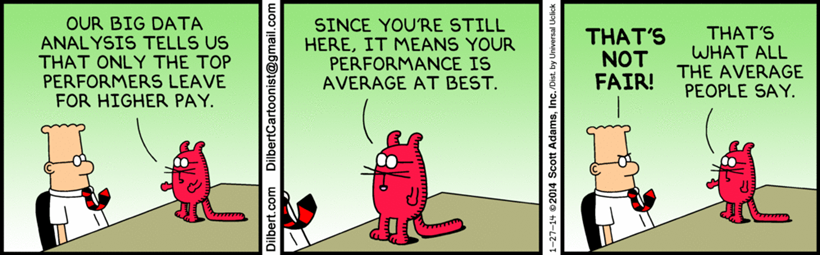 OUR BIG DATA
ANALYSIS TELLS US
THAT ONLY THE TOP
PERFORMERS LEAVE
FOR HIGHER PAY.
Dilbert.com DilbertCartoonist@gmail.com
SINCE YOU'RE STILL
HERE, IT MEANS YOUR
PERFORMANCE IS
AVERAGE AT BEST.
1-27-14 ©2014 Scott Adams, Inc. /Dist. by Universal Uclick
THAT'S
NOT
FAIR!
THAT'S
WHAT ALL
THE AVERAGE
PEOPLE SAY.